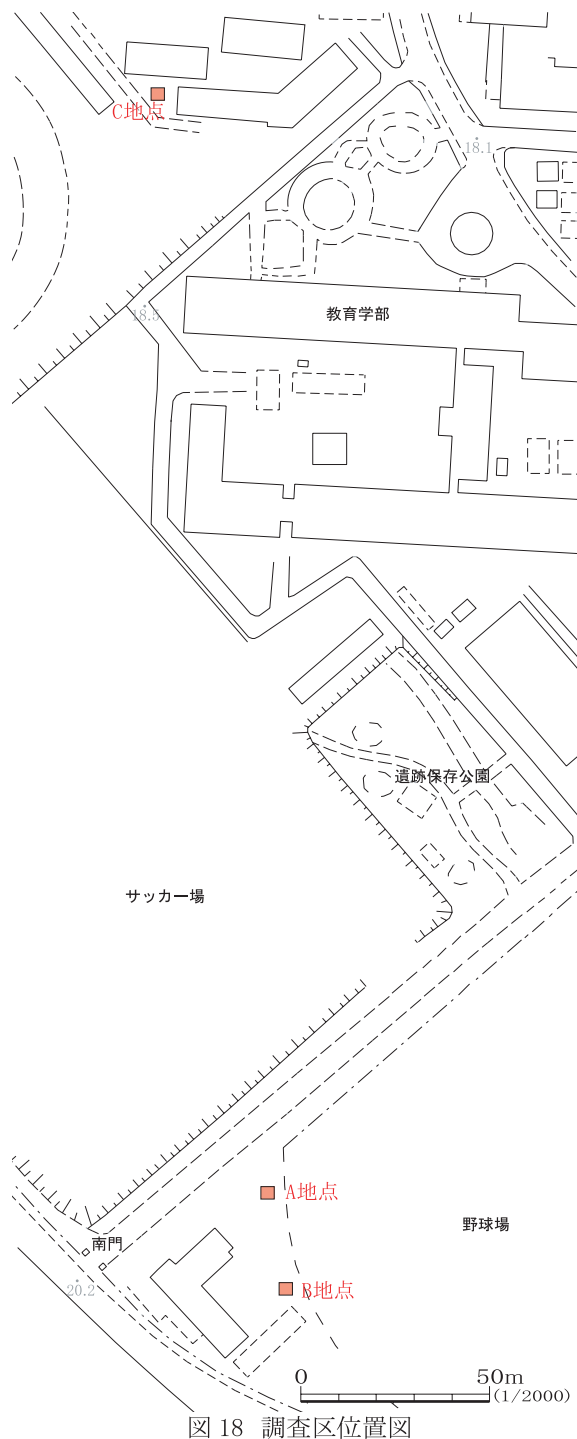 C地点
18.1
18.5
教育学部
遺跡保存公園
サッカー場
A地点
野球場
南門
20.2
B地点
0 50m
(1/2000)
図 18 調査区位置図